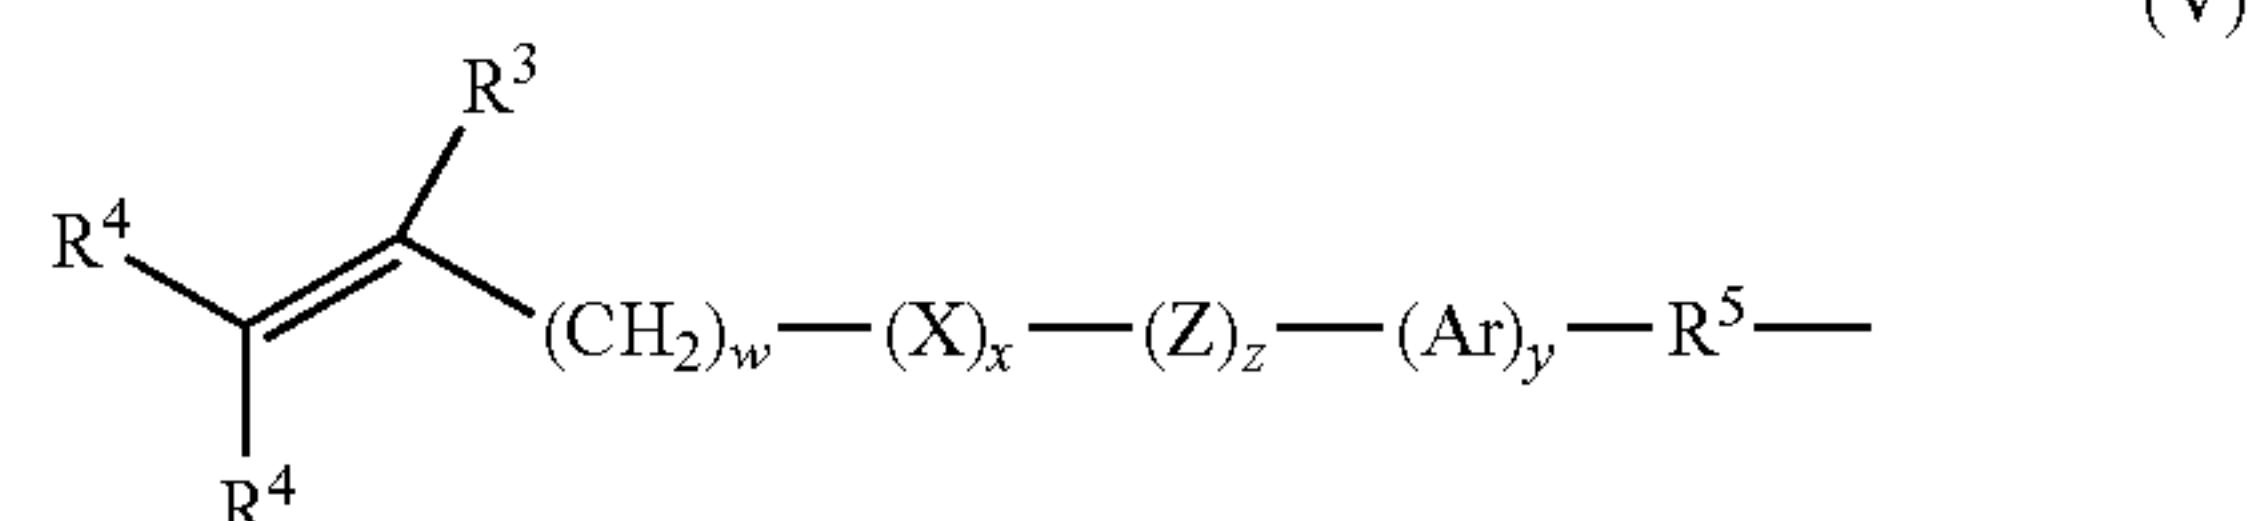 (V)
R³
R⁴
(CH₂)w—(X)x—(Z)z—(Ar)y—R⁵—
R⁴